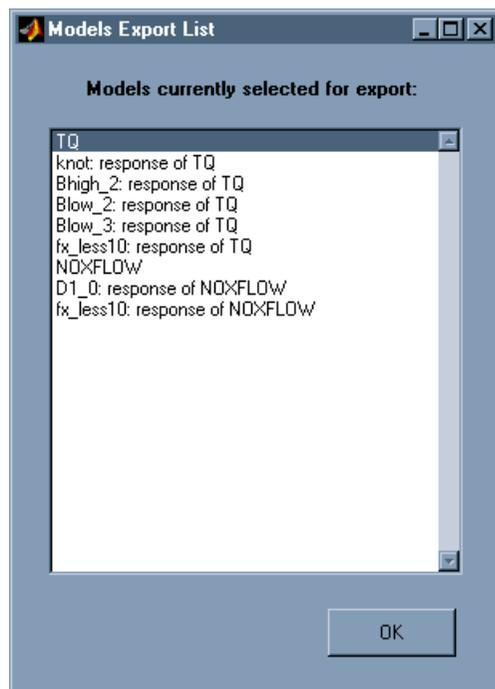 Models Export List
Models currently selected for export:
TQ
knot: response of TQ
Bhigh_2: response of TQ
Blow_2: response of TQ
Blow_3: response of TQ
fx_less10: response of TQ
NOXFLOW
D1_0: response of NOXFLOW
fx_less10: response of NOXFLOW
OK